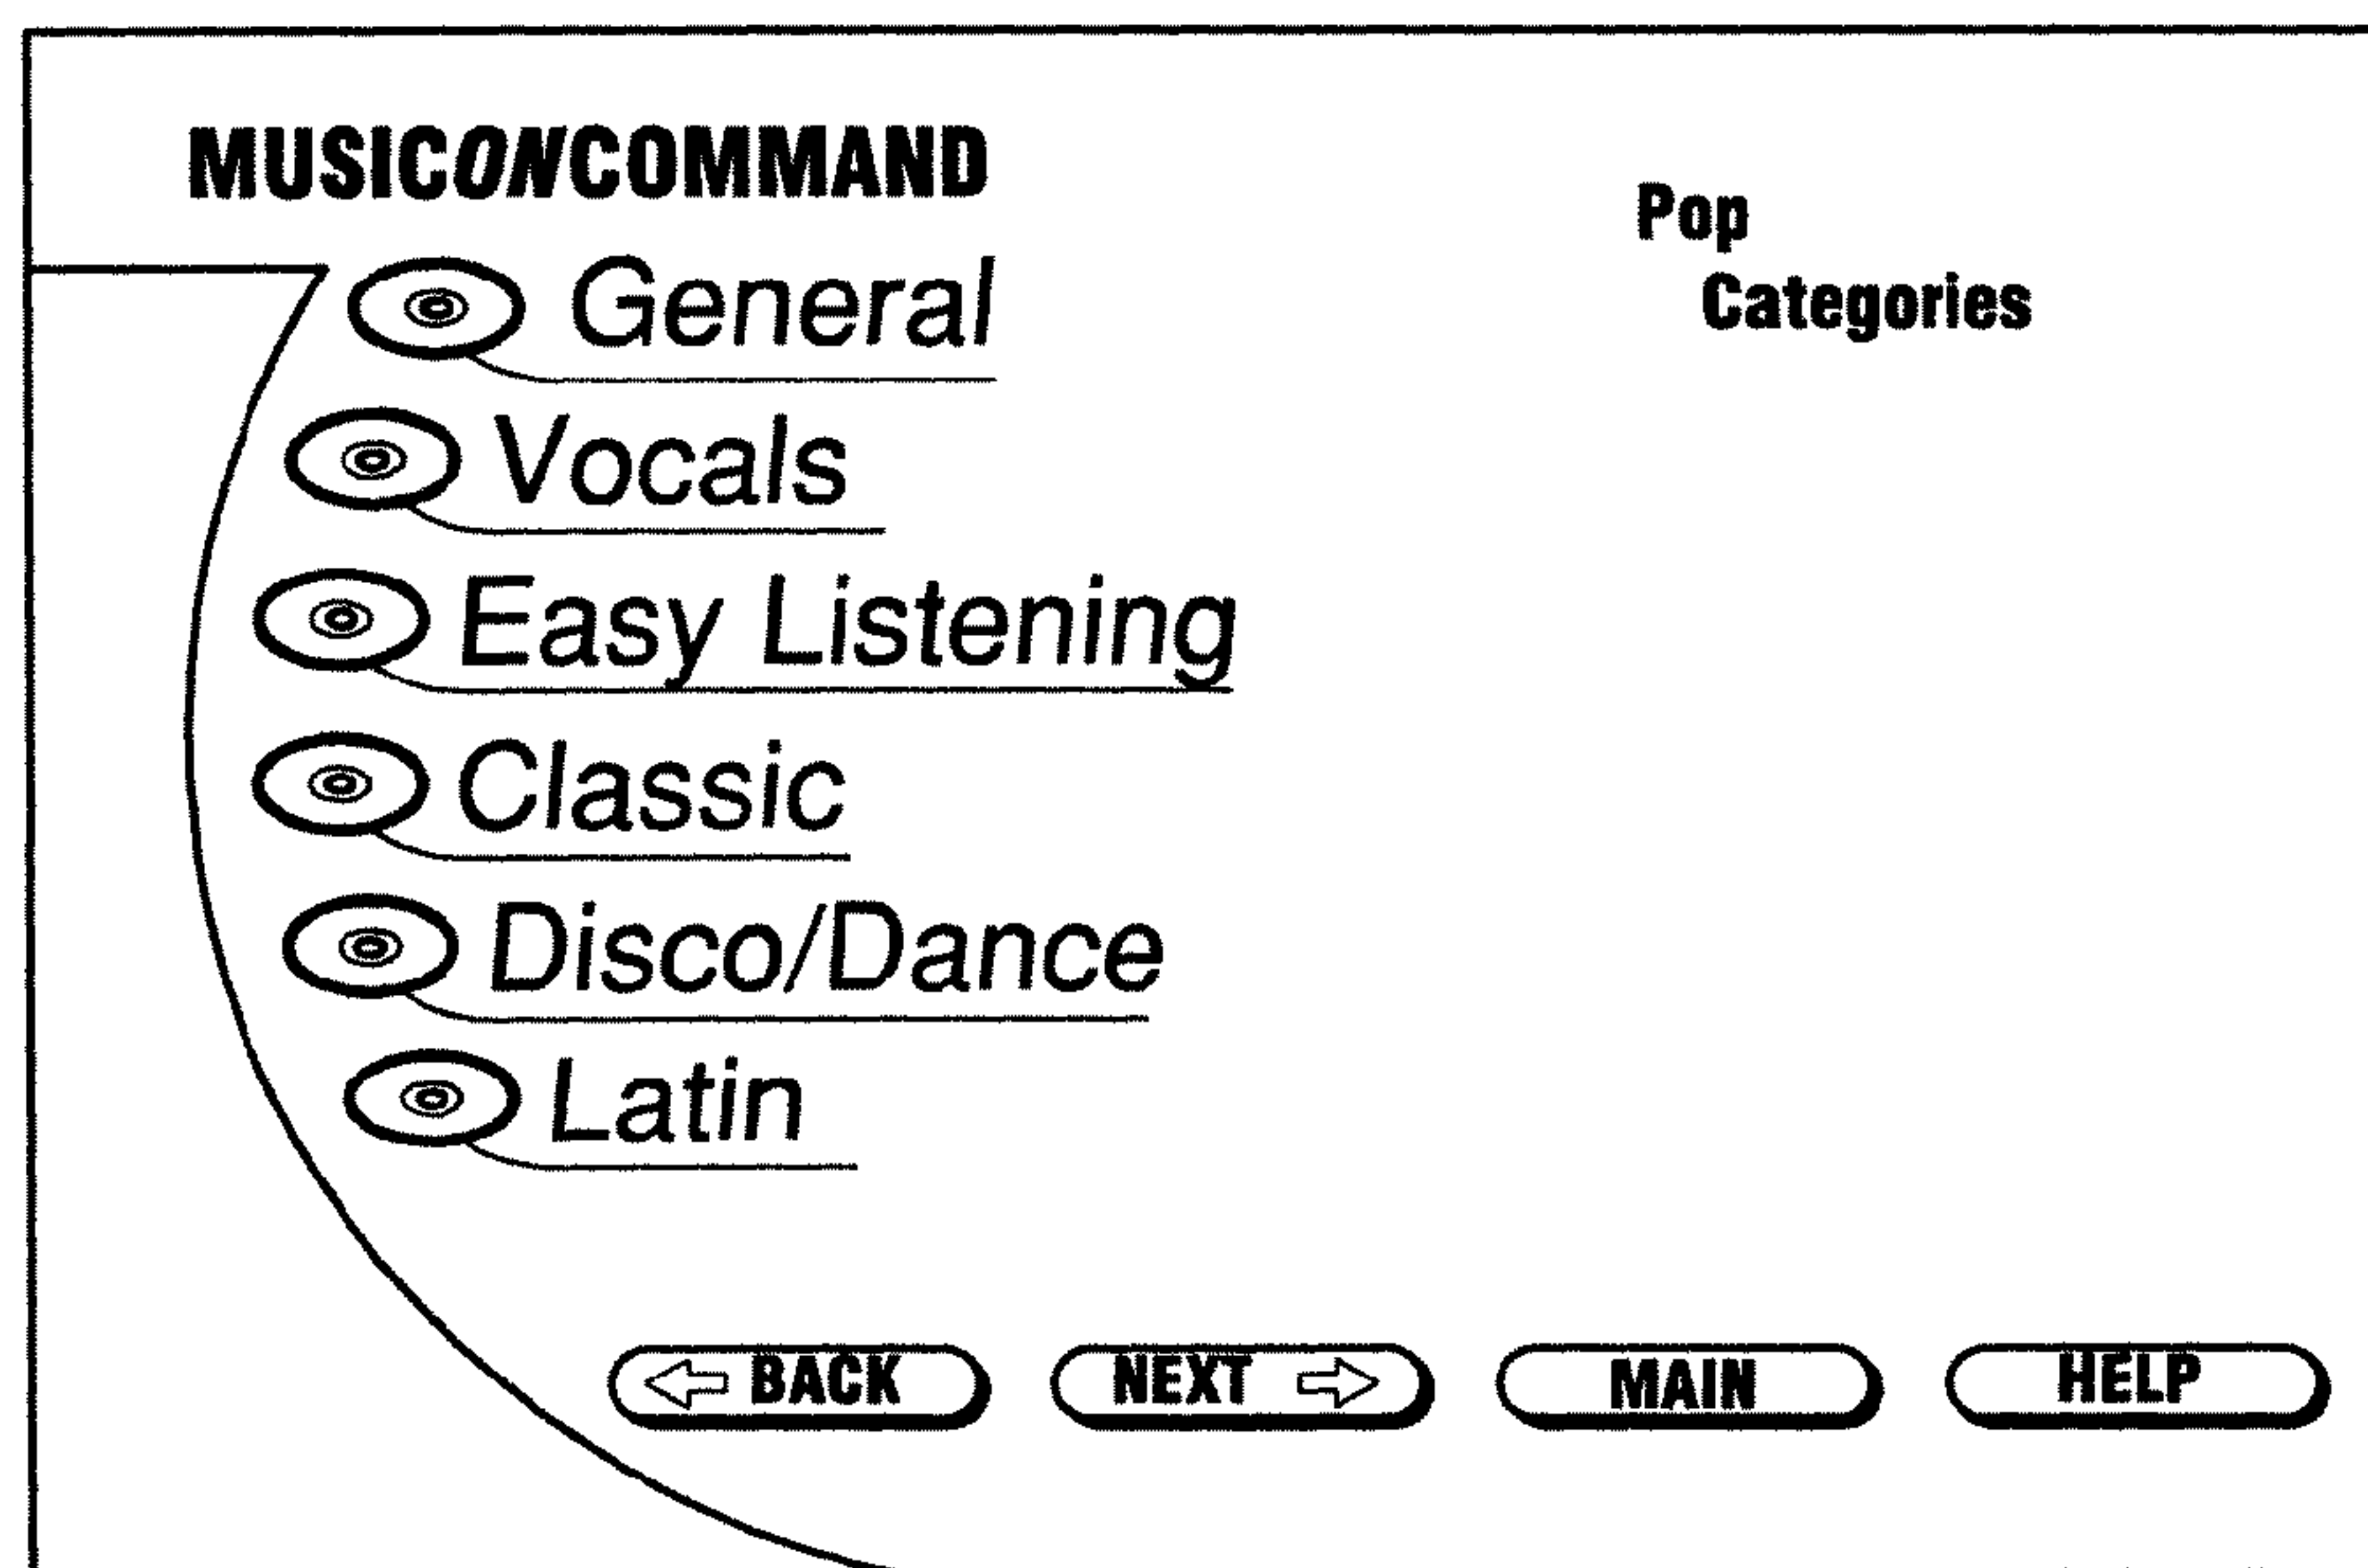 MUSICONCOMMAND
Pop
Categories
General
Vocals
Easy Listening
Classic
Disco/Dance
Latin
BACK
NEXT
MAIN
HELP